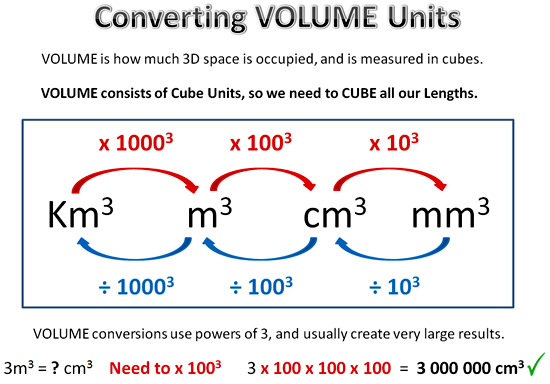 Converting VOLUME Units
VOLUME is how much 3D space is occupied, and is measured in cubes.
VOLUME consists of Cube Units, so we need to CUBE all our Lengths.
x 1000³ x 100³ x 10³
Km³ m³ cm³ mm³
÷ 1000³ ÷ 100³ ÷ 10³
VOLUME conversions use powers of 3, and usually create very large results.
3m³ = ? cm³ Need to x 100³ 3 x 100 x 100 x 100 = 3 000 000 cm³ ✓